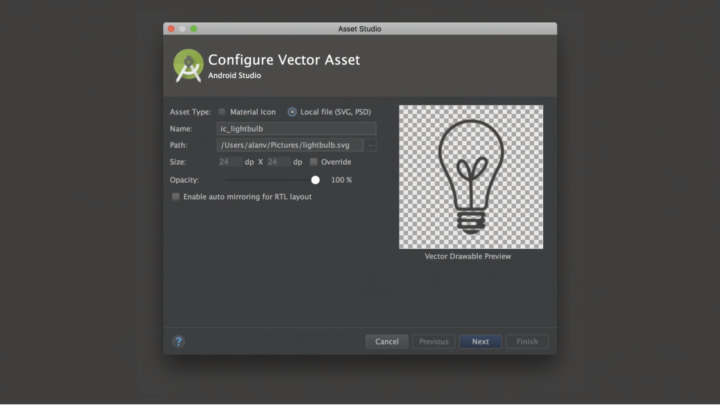 Asset Studio
Configure Vector Asset
Android Studio
Asset Type: Material Icon Local file (SVG, PSD)
Name: ic_lightbulb
Path: /Users/alanv/Pictures/lightbulb.svg ...
Size: 24 dp X 24 dp Override
Opacity: 100 %
Enable auto mirroring for RTL layout
Vector Drawable Preview
? Cancel Previous Next Finish